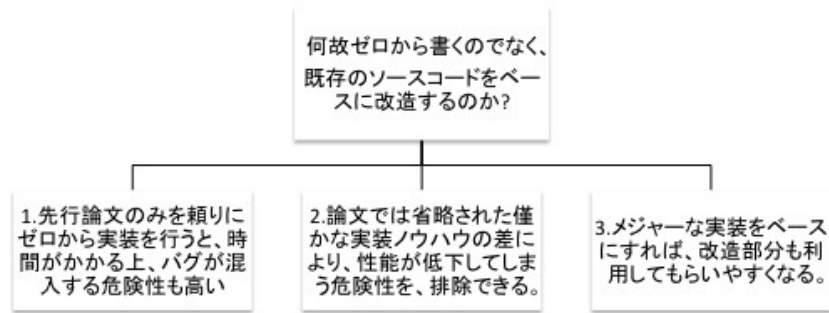 何故ゼロから書くのでなく、
既存のソースコードをベー
スに改造するのか?
1.先行論文のみを頼りに
ゼロから実装を行うと、時
間がかかる上、バグが混
入する危険性も高い
2.論文では省略された僅
かな実装ノウハウの差に
より、性能が低下してしま
う危険性を、排除できる。
3.メジャーな実装をベース
にすれば、改造部分も利
用してもらいやすくなる。